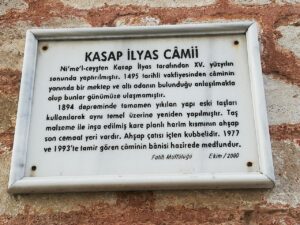 KASAP İLYAS CÂMİİ
Ni'me'l-ceyşten Kasap İlyas tarafından XV. yüzyılın
sonunda yaptırılmıştır. 1495 tarihli vakfiyesinden câminin
yanında bir mektep ve altı odanın bulunduğu anlaşılmakta
olup bunlar günümüze ulaşmamıştır.
1894 depreminde tamamen yıkılan yapı eski taşları
kullanılarak aynı temel üzerine yeniden yapılmıştır. Taş
malzeme ile inşa edilmiş kare planlı harim kısmının ahşap
son cemaat yeri vardır. Ahşap çatısı içten kubbelidir. 1977
ve 1993'te tamir gören câminin bânisi hazirede medfundur.
Fatih Müftülüğü Ekim / 2000